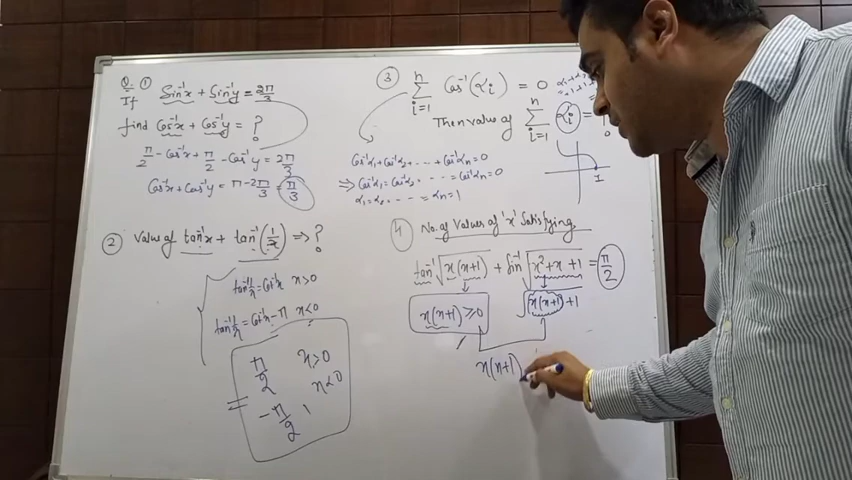 Q. ①
If Sin⁻¹x + Sin⁻¹y = 2π/3
find Cos⁻¹x + Cos⁻¹y = ?
π/2 - Cos⁻¹x + π/2 - Cos⁻¹y = 2π/3
Cos⁻¹x + Cos⁻¹y = π - 2π/3 = π/3
② Value of tan⁻¹x + tan⁻¹(1/x) => ?
tan⁻¹ 1/x = Cot⁻¹x x>0
tan⁻¹ 1/x = Cot⁻¹x - π x<0
π/2 x>0
-π/2 x<0
③ n Σ i=1 Cos⁻¹(αi) = 0
Then value of n Σ i=1 αi =
Cos⁻¹α1 + Cos⁻¹α2 + ---- + Cos⁻¹αn = 0
=> Cos⁻¹α1 = Cos⁻¹α2 = ---- = Cos⁻¹αn = 0
α1 = α2 = ---- = αn = 1
1
④ No. of Values of 'x' Satisfying
tan⁻¹ √x(x+1) + Sin⁻¹ √x² + x + 1 = π/2
x(x+1) ≥ 0 √x(x+1) + 1
x(x+1)